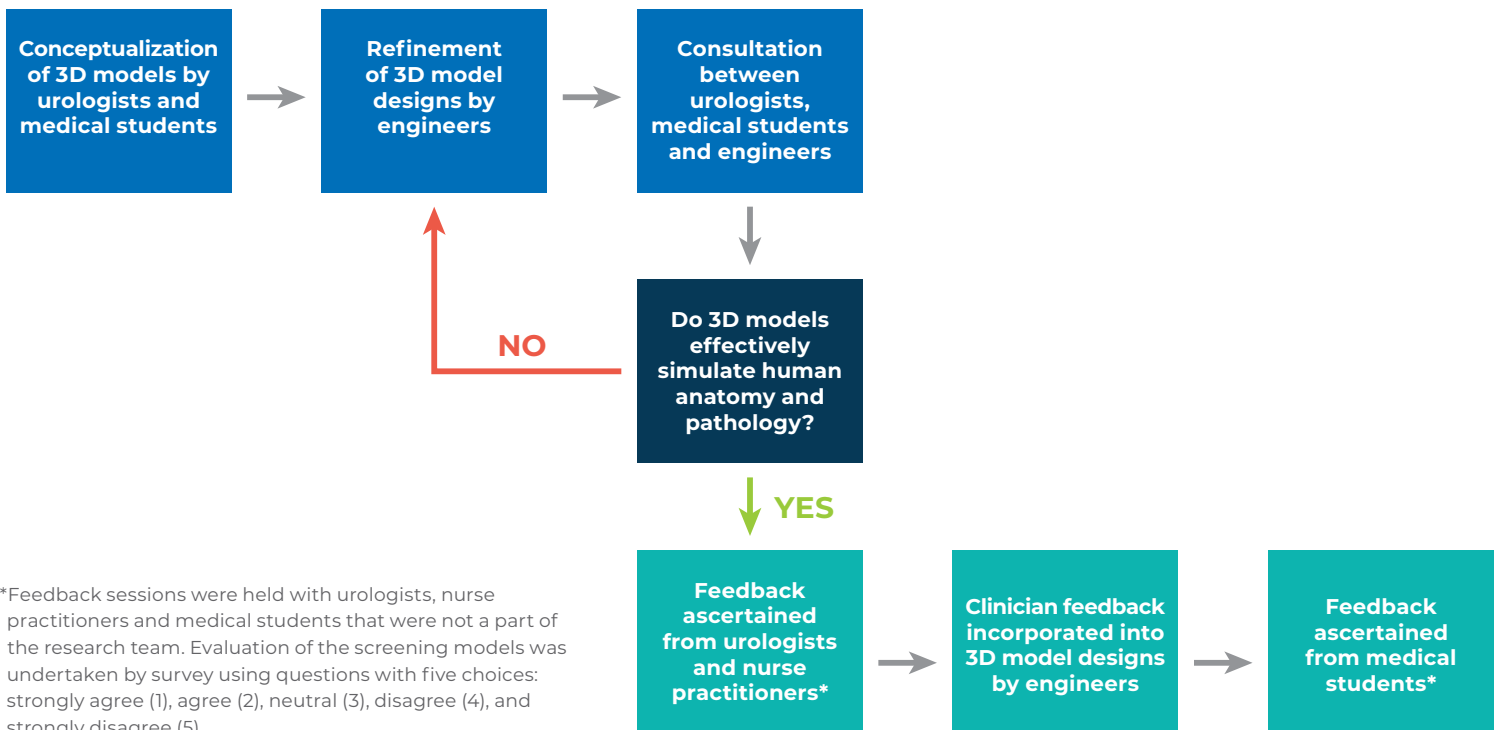 Conceptualization
of 3D models by
urologists and
medical students
Refinement
of 3D model
designs by
engineers
Consultation
between
urologists,
medical students
and engineers
Do 3D models
effectively
simulate human
anatomy and
pathology?
NO
YES
Feedback
ascertained
from urologists
and nurse
practitioners*
Clinician feedback
incorporated into
3D model designs
by engineers
Feedback
ascertained
from medical
students*
*Feedback sessions were held with urologists, nurse
practitioners and medical students that were not a part of
the research team. Evaluation of the screening models was
undertaken by survey using questions with five choices:
strongly agree (1), agree (2), neutral (3), disagree (4), and
strongly disagree (5)